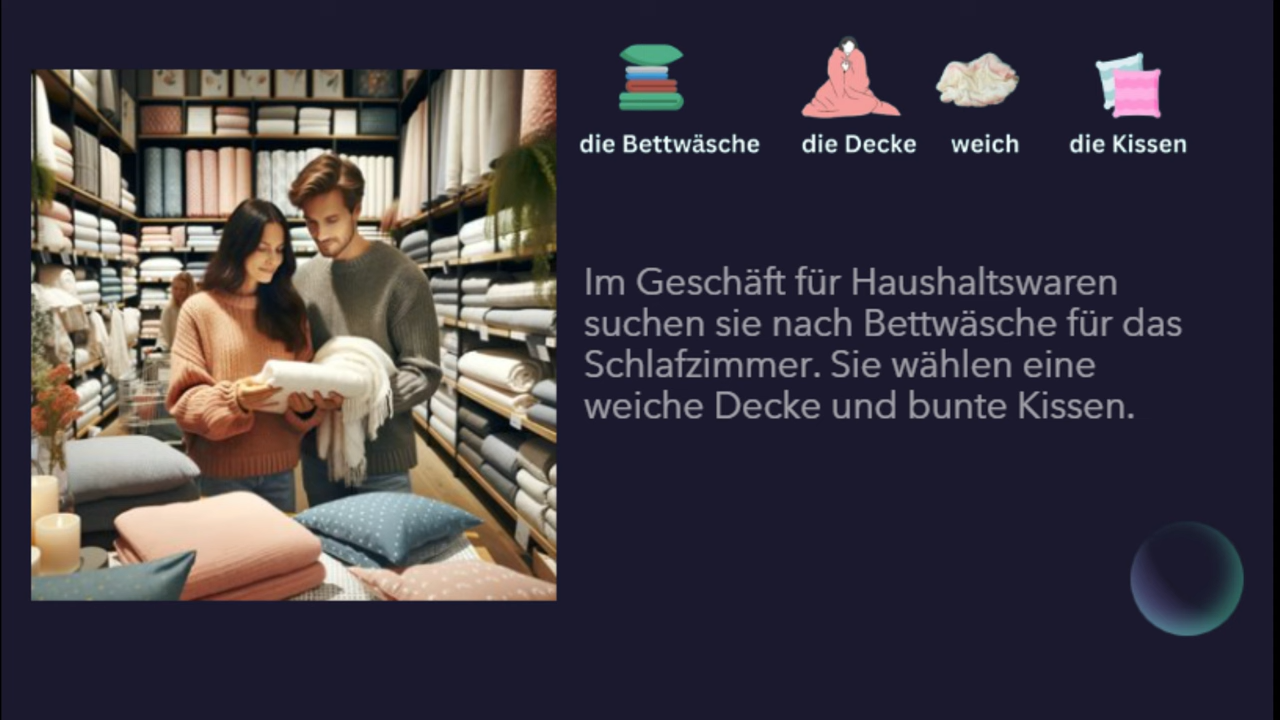 die Bettwäsche die Decke weich die Kissen
Im Geschäft für Haushaltswaren
suchen sie nach Bettwäsche für das
Schlafzimmer. Sie wählen eine
weiche Decke und bunte Kissen.